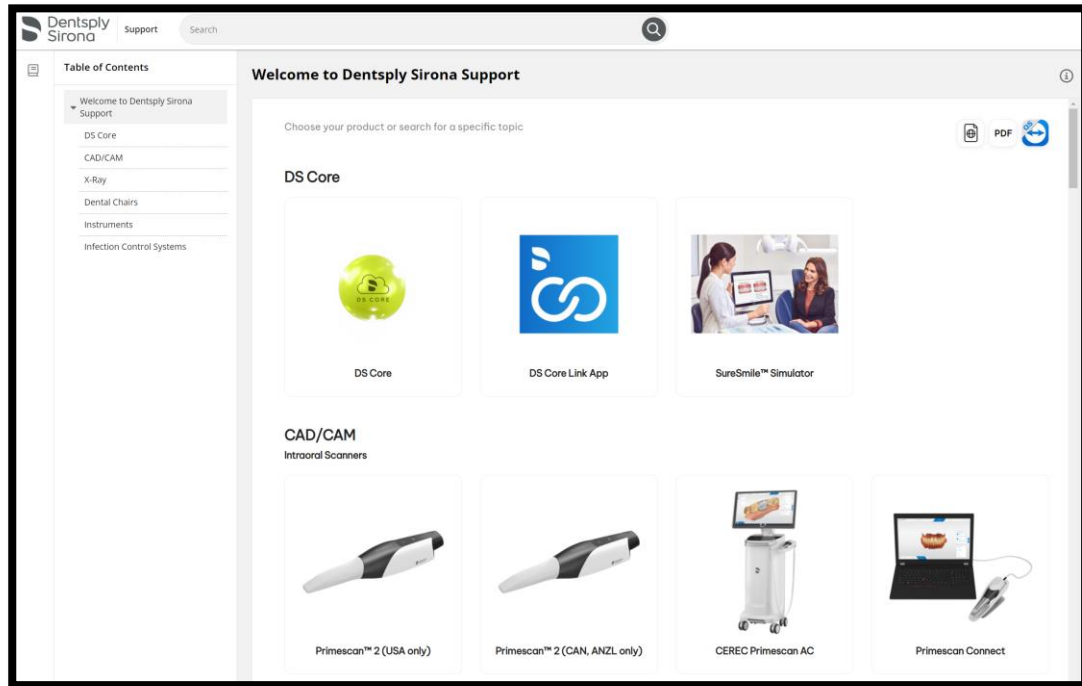 Dentsply
Sirona
Support
Search
Table of Contents
Welcome to Dentsply Sirona
Support
DS Core
CAD/CAM
X-Ray
Dental Chairs
Instruments
Infection Control Systems
Welcome to Dentsply Sirona Support
Choose your product or search for a specific topic
PDF
DS Core
DS CORE
DS Core
DS Core Link App
SureSmile™ Simulator
CAD/CAM
Intraoral Scanners
Primescan™ 2 (USA only)
Primescan™ 2 (CAN, ANZL only)
CEREC Primescan AC
Primescan Connect